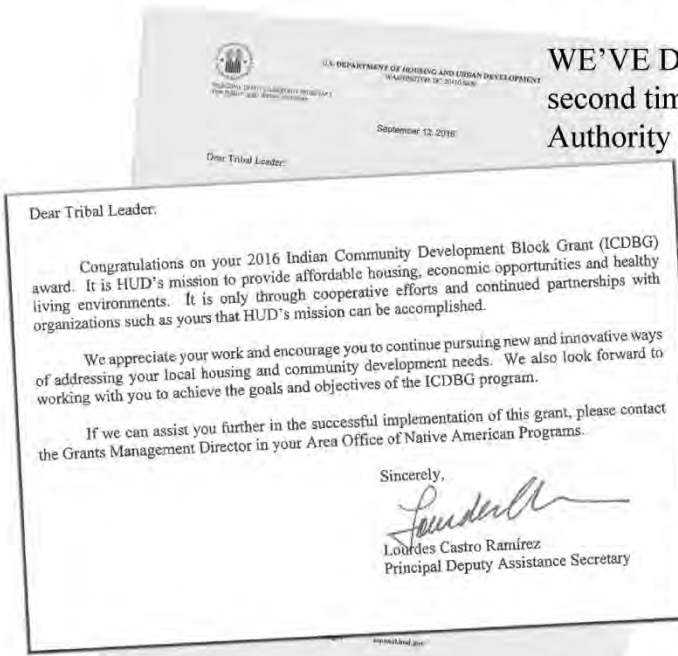 U.S. DEPARTMENT OF HOUSING AND URBAN DEVELOPMENT
WASHINGTON, DC 20410-5000
September 12, 2016
Dear Tribal Leader:
WE’VE D
second tim
Authority
Dear Tribal Leader:
Congratulations on your 2016 Indian Community Development Block Grant (ICDBG)
award. It is HUD's mission to provide affordable housing, economic opportunities and healthy
living environments. It is only through cooperative efforts and continued partnerships with
organizations such as yours that HUD's mission can be accomplished.
We appreciate your work and encourage you to continue pursuing new and innovative ways
of addressing your local housing and community development needs. We also look forward to
working with you to achieve the goals and objectives of the ICDBG program.
If we can assist you further in the successful implementation of this grant, please contact
the Grants Management Director in your Area Office of Native American Programs.
Sincerely,
Lourdes Castro Ramírez
Principal Deputy Assistance Secretary